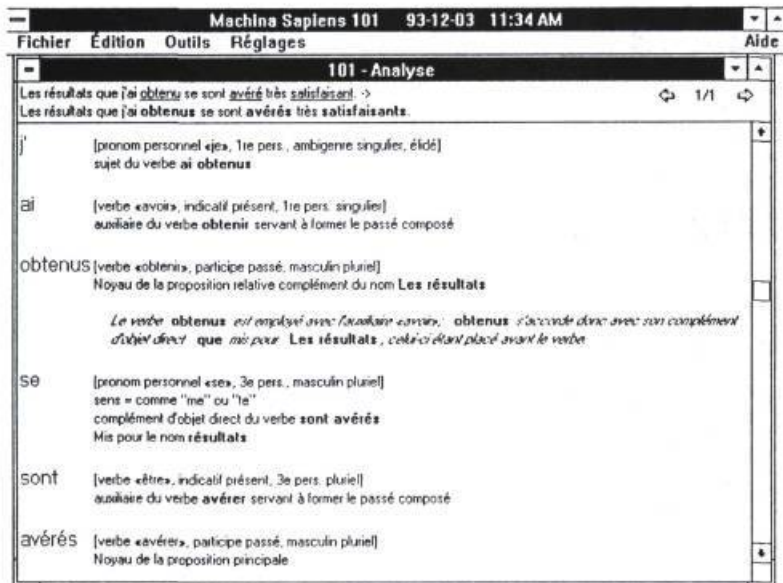 Machina Sapiens 101 93-12-03 11:34 AM
Fichier Édition Outils Réglages Aide
101 - Analyse
Les résultats que j'ai obtenu se sont avéré très satisfaisant. ->
Les résultats que j'ai obtenus se sont avérés très satisfaisants.
1/1
j' [pronom personnel «je», 1re pers., ambigenre singulier, élidé]
sujet du verbe ai obtenus
ai [verbe «avoir», indicatif présent, 1re pers. singulier]
auxiliaire du verbe obtenir servant à former le passé composé
obtenus [verbe «obtenir», participe passé, masculin pluriel]
Noyau de la proposition relative complément du nom Les résultats
Le verbe obtenus est employé avec l'auxiliaire «avoir»; obtenus s'accorde donc avec son complément
d'objet direct que mis pour Les résultats, celui-ci étant placé avant le verbe.
se [pronom personnel «se», 3e pers., masculin pluriel]
sens = comme "me" ou "te"
complément d'objet direct du verbe sont avérés
Mis pour le nom résultats
sont [verbe «être», indicatif présent, 3e pers. pluriel]
auxiliaire du verbe avérer servant à former le passé composé
avérés [verbe «avérer», participe passé, masculin pluriel]
Noyau de la proposition principale